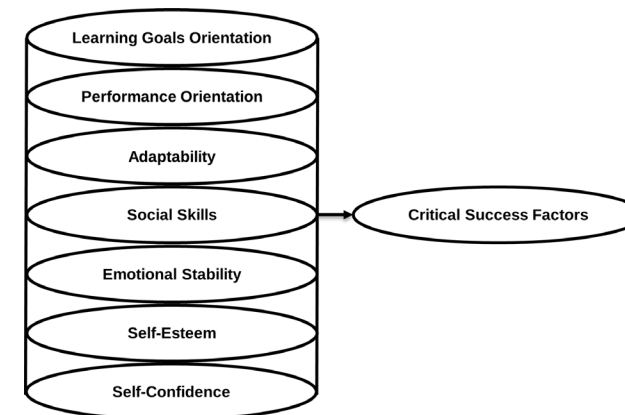 Learning Goals Orientation
Performance Orientation
Adaptability
Social Skills
Critical Success Factors
Emotional Stability
Self-Esteem
Self-Confidence